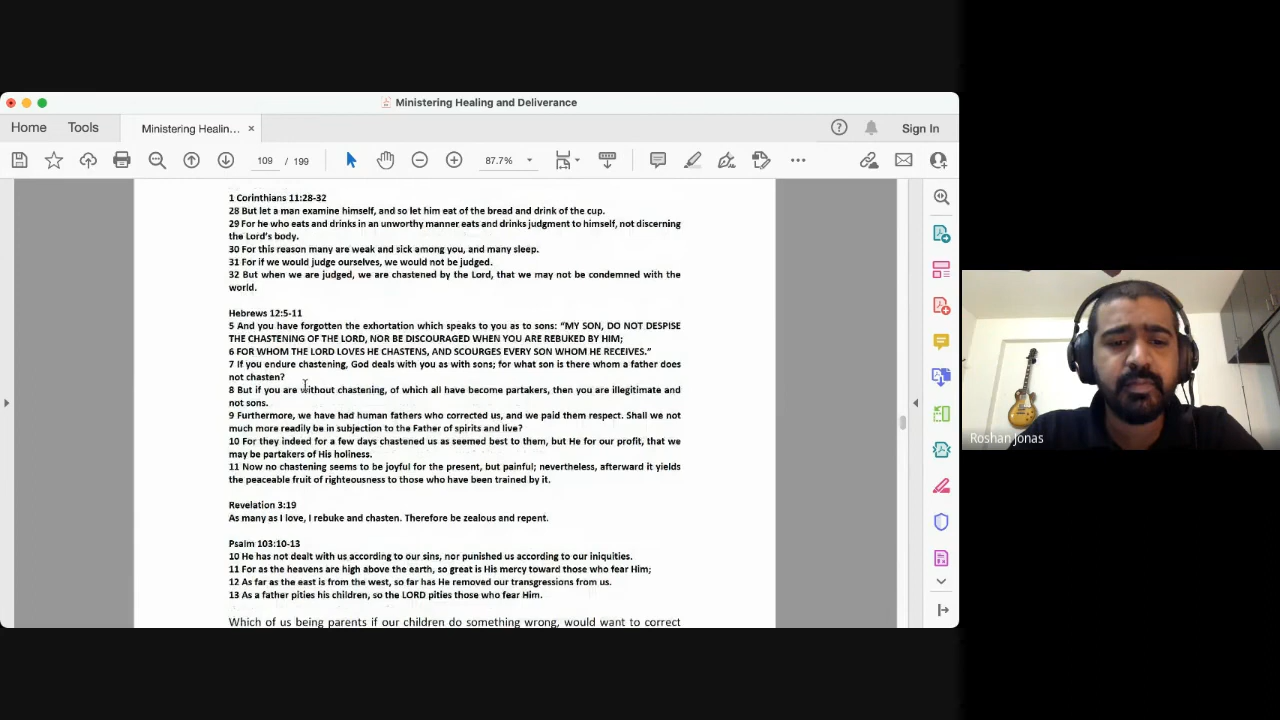 Ministering Healing and Deliverance
Home
Tools
Ministering Healin...
Sign In
109 / 199
87.7%
1 Corinthians 11:28-32
28 But let a man examine himself, and so let him eat of the bread and drink of the cup.
29 For he who eats and drinks in an unworthy manner eats and drinks judgment to himself, not discerning
the Lord's body.
30 For this reason many are weak and sick among you, and many sleep.
31 For if we would judge ourselves, we would not be judged.
32 But when we are judged, we are chastened by the Lord, that we may not be condemned with the
world.
Hebrews 12:5-11
5 And you have forgotten the exhortation which speaks to you as to sons: “MY SON, DO NOT DESPISE
THE CHASTENING OF THE LORD, NOR BE DISCOURAGED WHEN YOU ARE REBUKED BY HIM;
6 FOR WHOM THE LORD LOVES HE CHASTENS, AND SCOURGES EVERY SON WHOM HE RECEIVES.”
7 If you endure chastening, God deals with you as with sons; for what son is there whom a father does
not chasten?
8 But if you are without chastening, of which all have become partakers, then you are illegitimate and
not sons.
9 Furthermore, we have had human fathers who corrected us, and we paid them respect. Shall we not
much more readily be in subjection to the Father of spirits and live?
10 For they indeed for a few days chastened us as seemed best to them, but He for our profit, that we
may be partakers of His holiness.
11 Now no chastening seems to be joyful for the present, but painful; nevertheless, afterward it yields
the peaceable fruit of righteousness to those who have been trained by it.
Revelation 3:19
As many as I love, I rebuke and chasten. Therefore be zealous and repent.
Psalm 103:10-13
10 He has not dealt with us according to our sins, nor punished us according to our iniquities.
11 For as the heavens are high above the earth, so great is His mercy toward those who fear Him;
12 As far as the east is from the west, so far has He removed our transgressions from us.
13 As a father pities his children, so the LORD pities those who fear Him.
Which of us being parents if our children do something wrong, would want to correct
Roshan Jonas